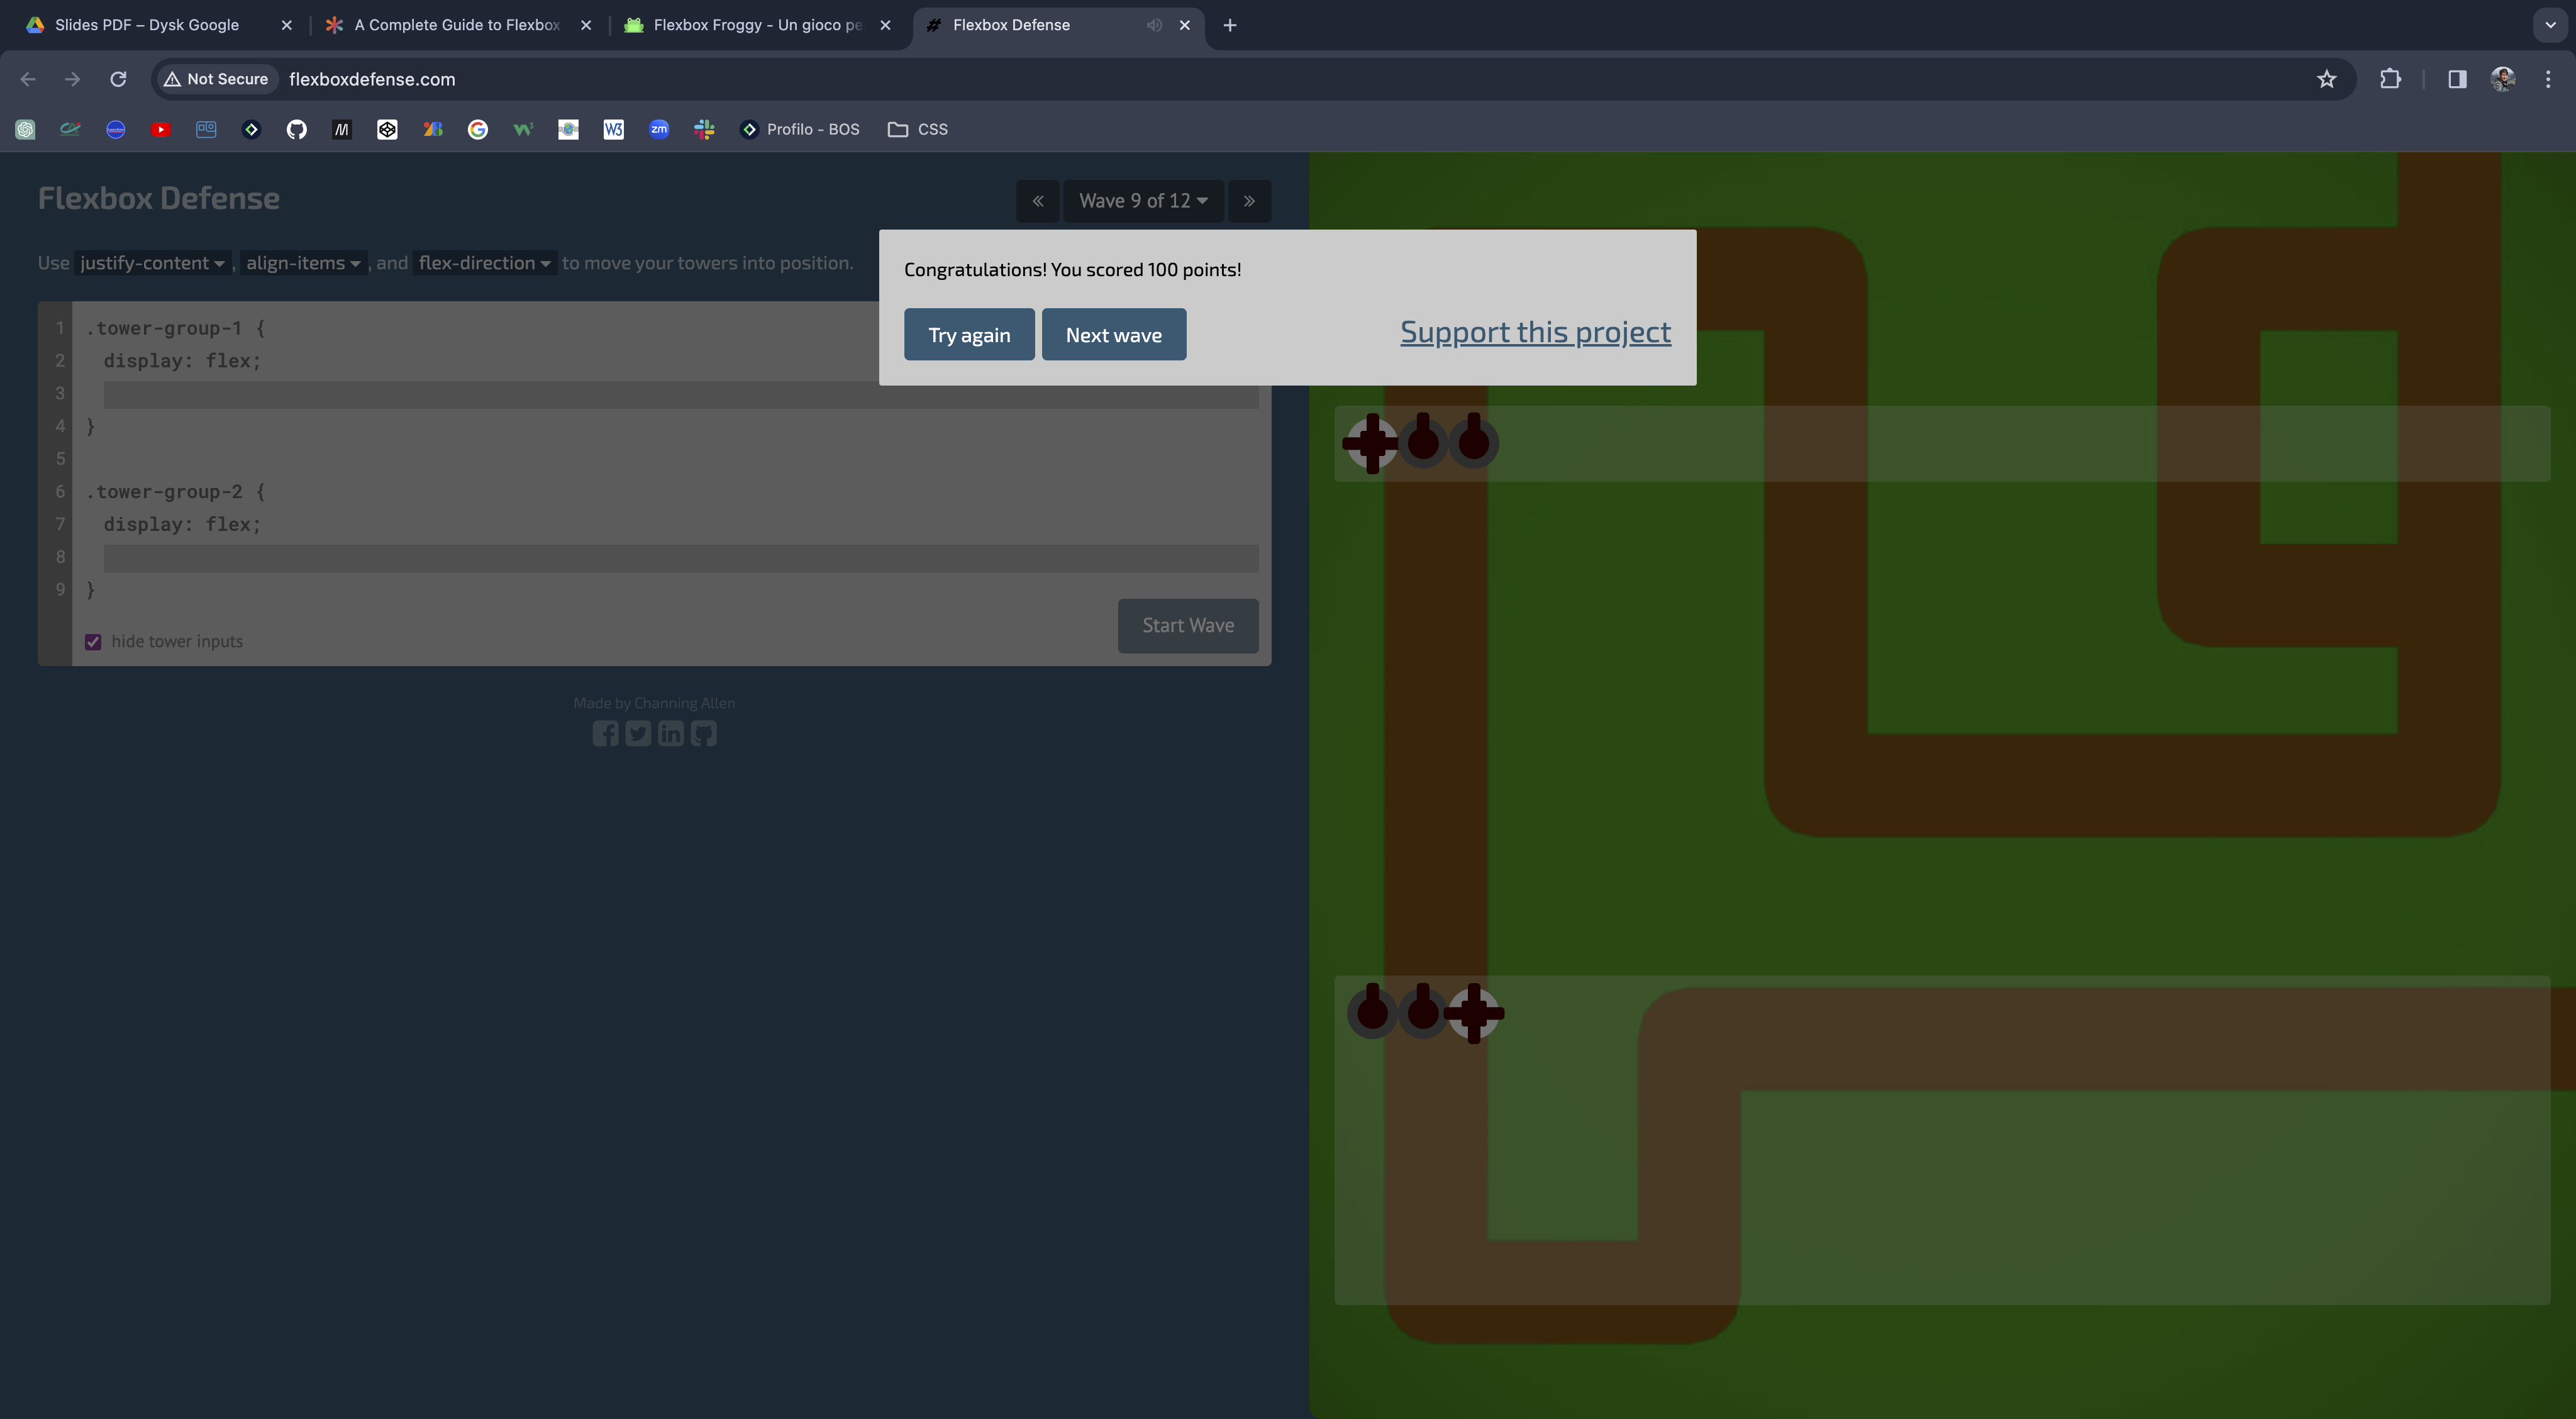 Slides PDF – Dysk Google
A Complete Guide to Flexbox
Flexbox Froggy - Un gioco pe
Flexbox Defense
Not Secure
flexboxdefense.com
Profilo - BOS
CSS
Flexbox Defense
« Wave 9 of 12 »
Use justify-content , align-items , and flex-direction to move your towers into position.
Congratulations! You scored 100 points!
Try again
Next wave
Support this project
1 .tower-group-1 {
2 display: flex;
3
4 }
5
6 .tower-group-2 {
7 display: flex;
8
9 }
hide tower inputs
Start Wave
Made by Channing Allen